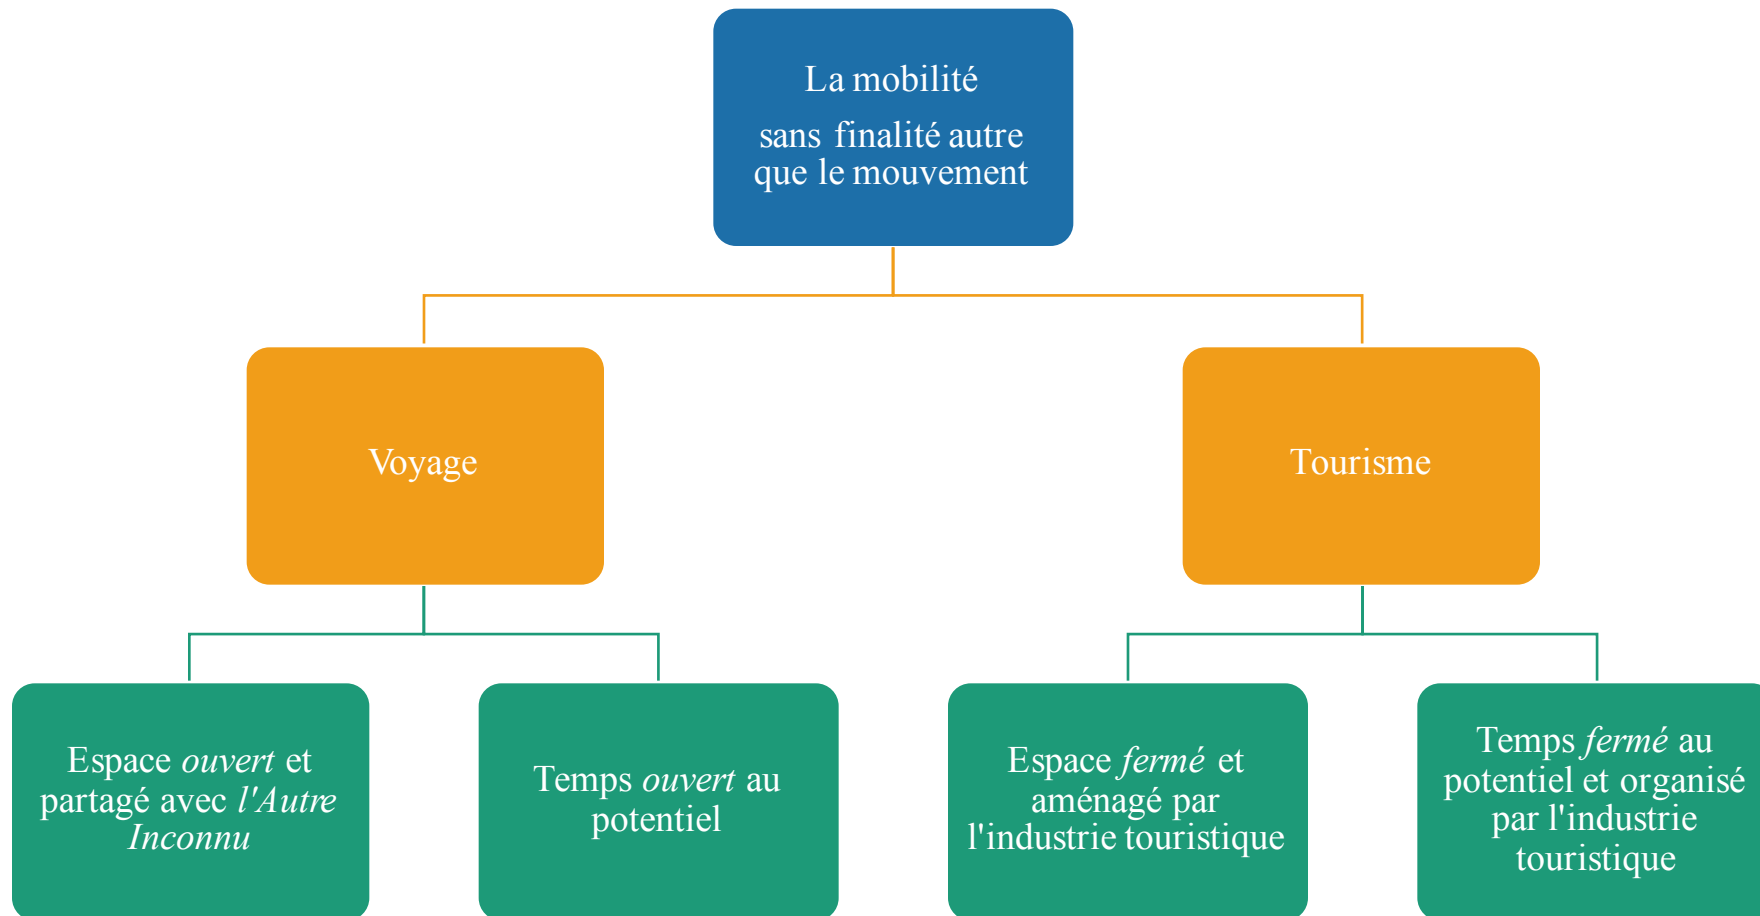 La mobilité
sans finalité autre
que le mouvement
Voyage
Tourisme
Espace ouvert et
partagé avec l'Autre
Inconnu
Temps ouvert au
potentiel
Espace fermé et
aménagé par
l'industrie touristique
Temps fermé au
potentiel et organisé
par l'industrie
touristique